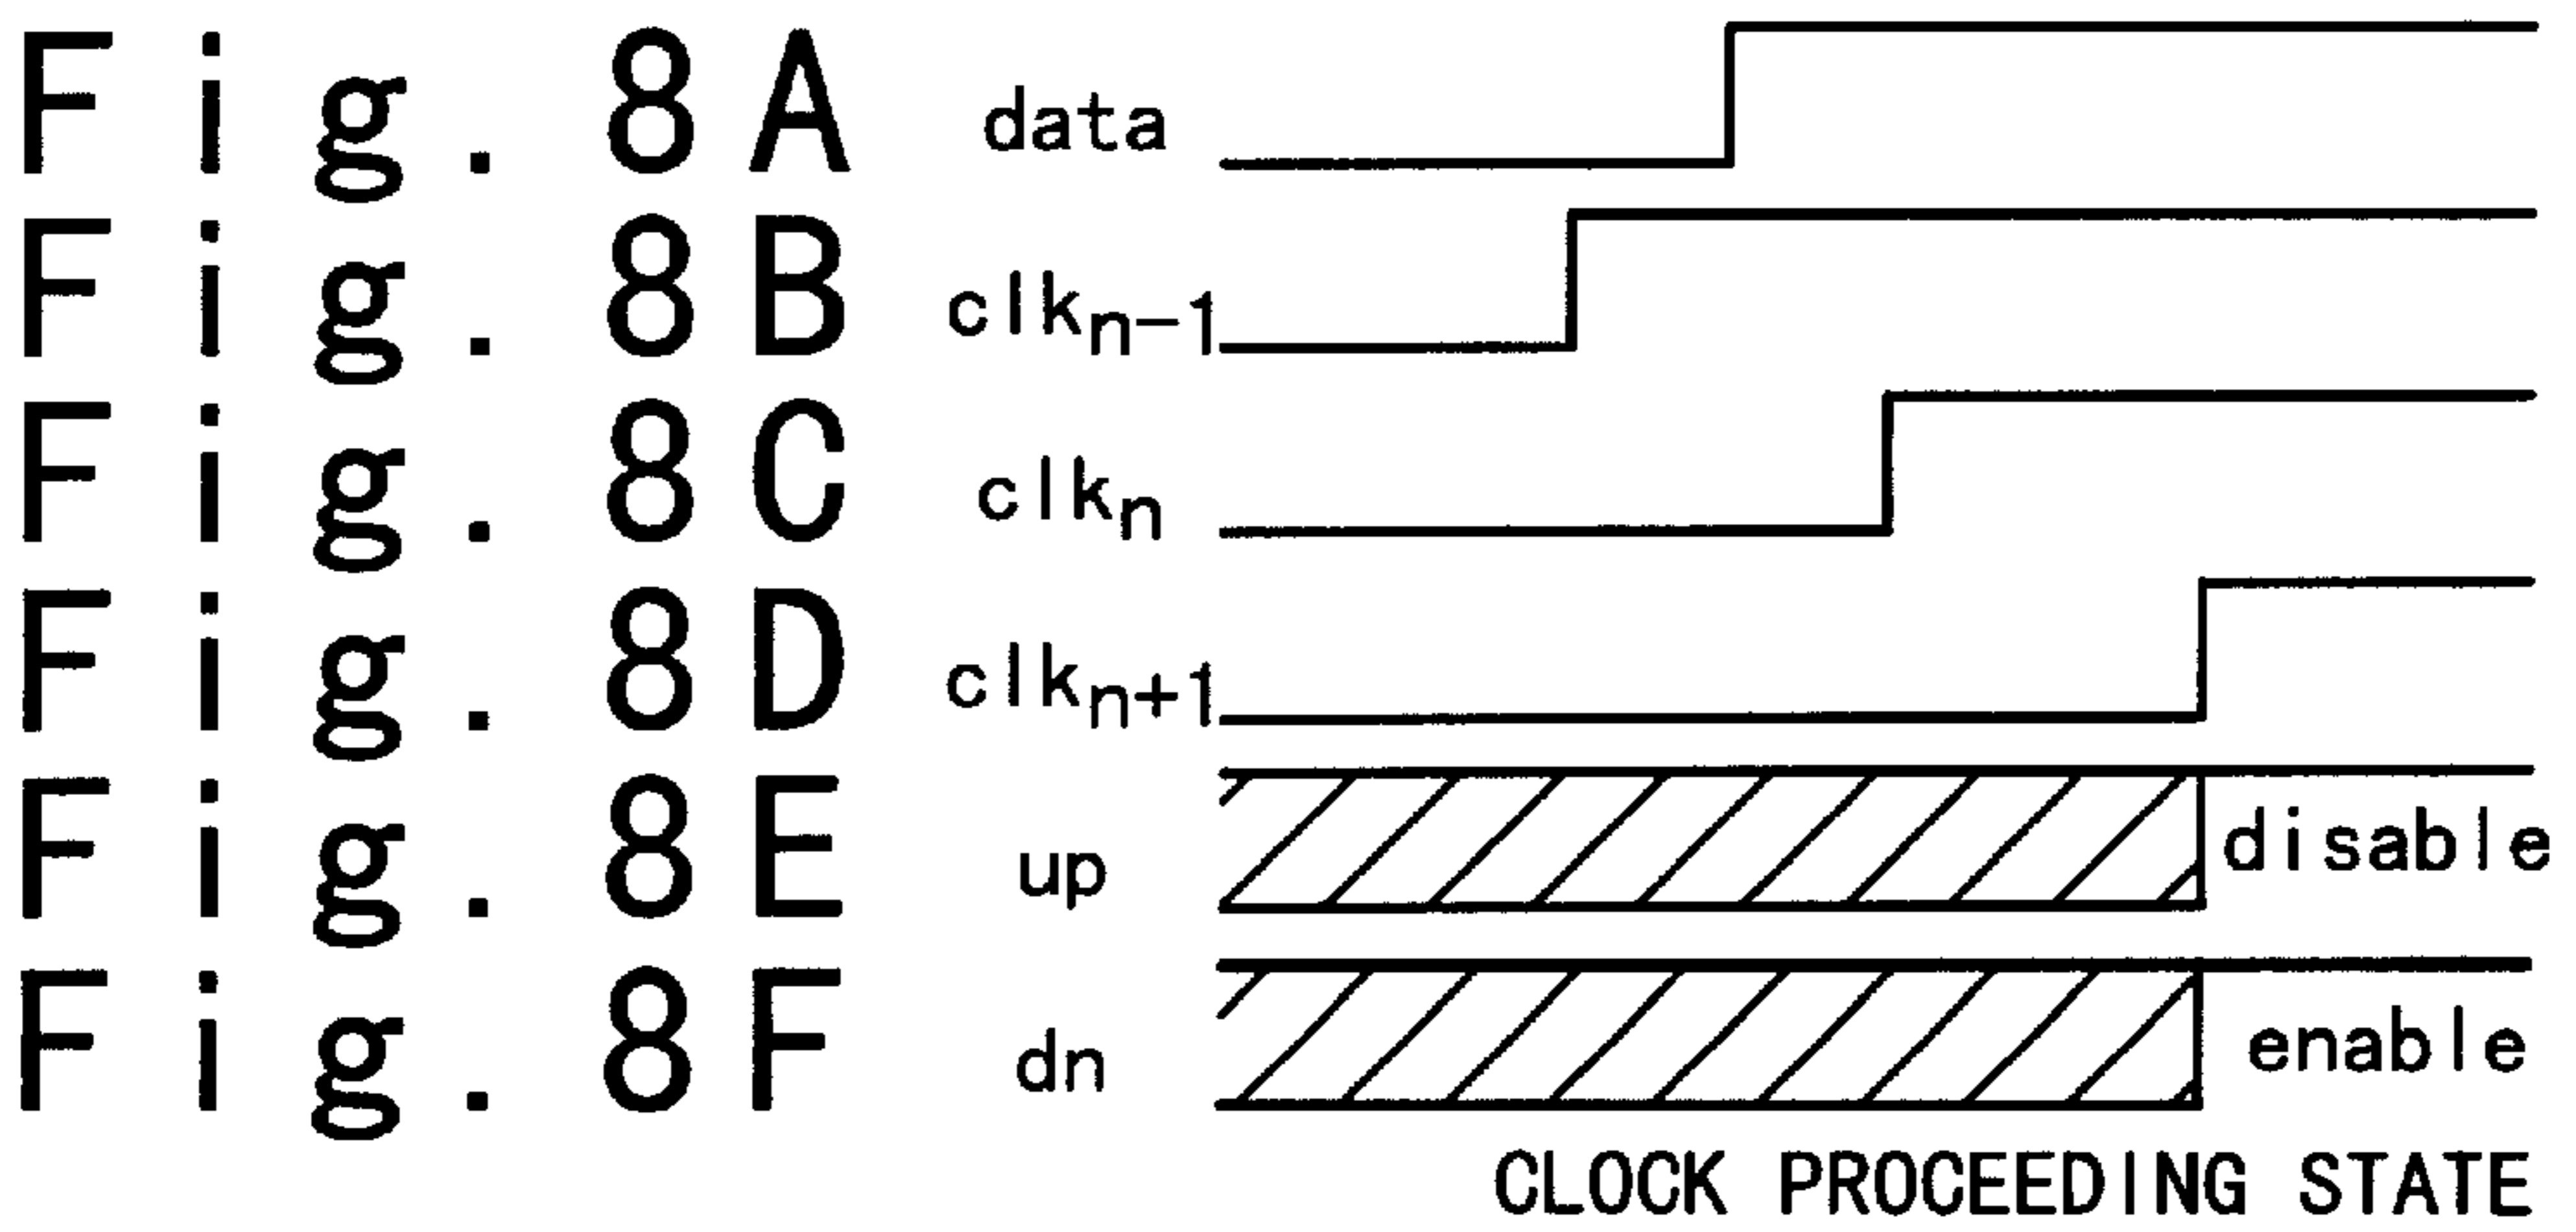 Fig. 8A data
Fig. 8B clkn-1
Fig. 8C clkn
Fig. 8D clkn+1
Fig. 8E up disable
Fig. 8F dn enable
CLOCK PROCEEDING STATE